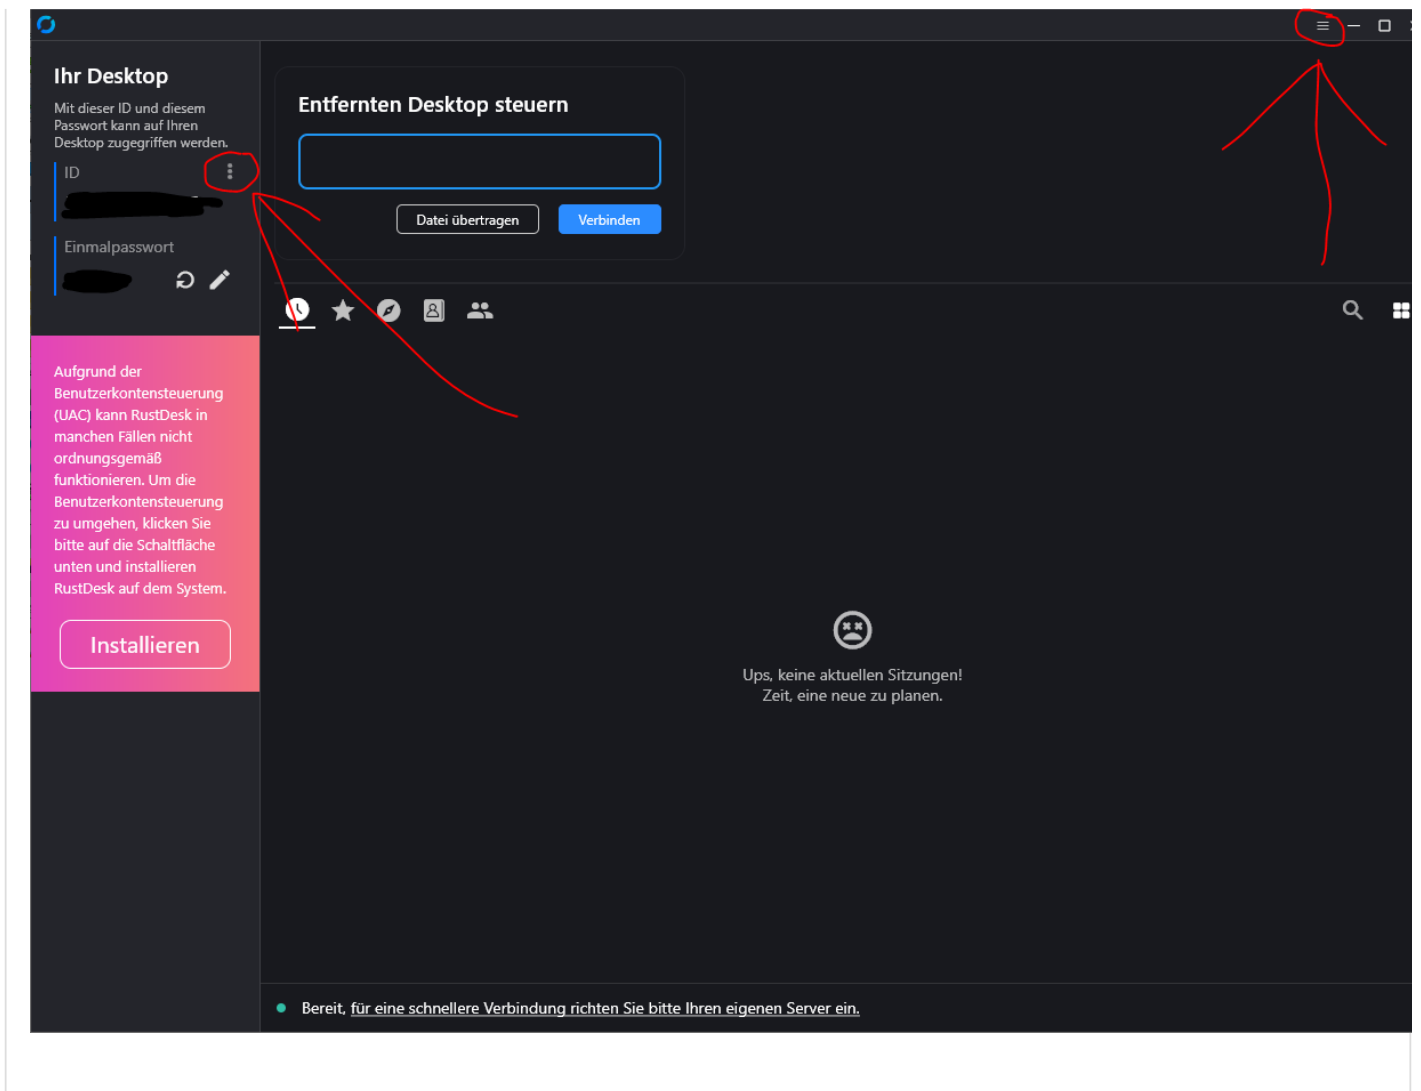 Ihr Desktop
Mit dieser ID und diesem
Passwort kann auf Ihren
Desktop zugegriffen werden.
ID
Einmalpasswort
Entfernten Desktop steuern
Datei übertragen
Verbinden
Aufgrund der
Benutzerkontensteuerung
(UAC) kann RustDesk in
manchen Fällen nicht
ordnungsgemäß
funktionieren. Um die
Benutzerkontensteuerung
zu umgehen, klicken Sie
bitte auf die Schaltfläche
unten und installieren
RustDesk auf dem System.
Installieren
Ups, keine aktuellen Sitzungen!
Zeit, eine neue zu planen.
Bereit, für eine schnellere Verbindung richten Sie bitte Ihren eigenen Server ein.